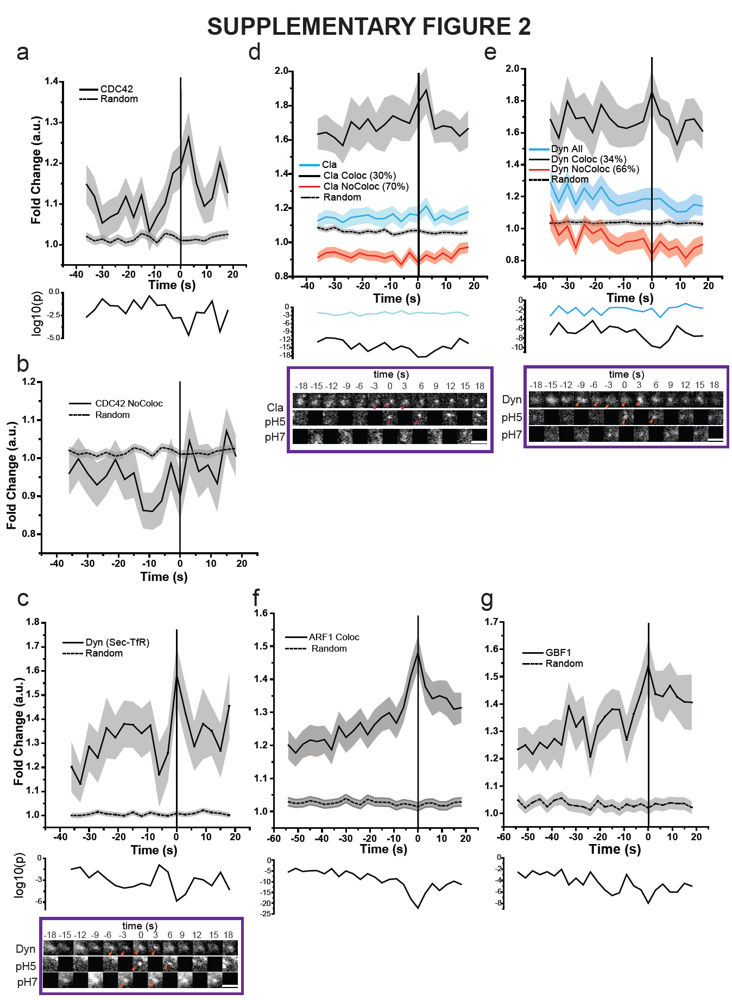 SUPPLEMENTARY FIGURE 2
a
CDC42
Random
Fold Change (a.u.)
1.4
1.3
1.2
1.1
1.0
-40 -30 -20 -10 0 10 20
Time (s)
log10(p)
0.0
-2.5
-5.0
b
CDC42 NoColoc
Random
Fold Change (a.u.)
1.2
1.1
1.0
0.9
0.8
-40 -30 -20 -10 0 10 20
Time (s)
c
Dyn (Sec-TfR)
Random
Fold Change (a.u.)
1.8
1.7
1.6
1.5
1.4
1.3
1.2
1.1
1.0
-40 -30 -20 -10 0 10 20
Time (s)
log10(p)
0
-3
-6
time (s)
-18 -15 -12 -9 -6 -3 0 3 6 9 12 15 18
Dyn
pH5
pH7
d
2.0
1.8
1.6
1.4
1.2
1.0
0.8
Cla
Cla Coloc (30%)
Cla NoColoc (70%)
Random
-40 -30 -20 -10 0 10 20
Time (s)
0
-3
-6
-9
-12
-15
-18
time (s)
-18 -15 -12 -9 -6 -3 0 3 6 9 12 15 18
Cla
pH5
pH7
e
2.0
1.8
1.6
1.4
1.2
1.0
0.8
Dyn All
Dyn Coloc (34%)
Dyn NoColoc (66%)
Random
-40 -30 -20 -10 0 10 20
Time (s)
0
-2
-4
-6
-8
-10
time (s)
-18 -15 -12 -9 -6 -3 0 3 6 9 12 15 18
Dyn
pH5
pH7
f
1.6
1.5
1.4
1.3
1.2
1.1
1.0
ARF1 Coloc
Random
-60 -50 -40 -30 -20 -10 0 10 20
Time (s)
0
-5
-10
-15
-20
-25
g
1.7
1.6
1.5
1.4
1.3
1.2
1.1
1.0
GBF1
Random
-60 -50 -40 -30 -20 -10 0 10 20
Time (s)
0
-2
-4
-6
-8